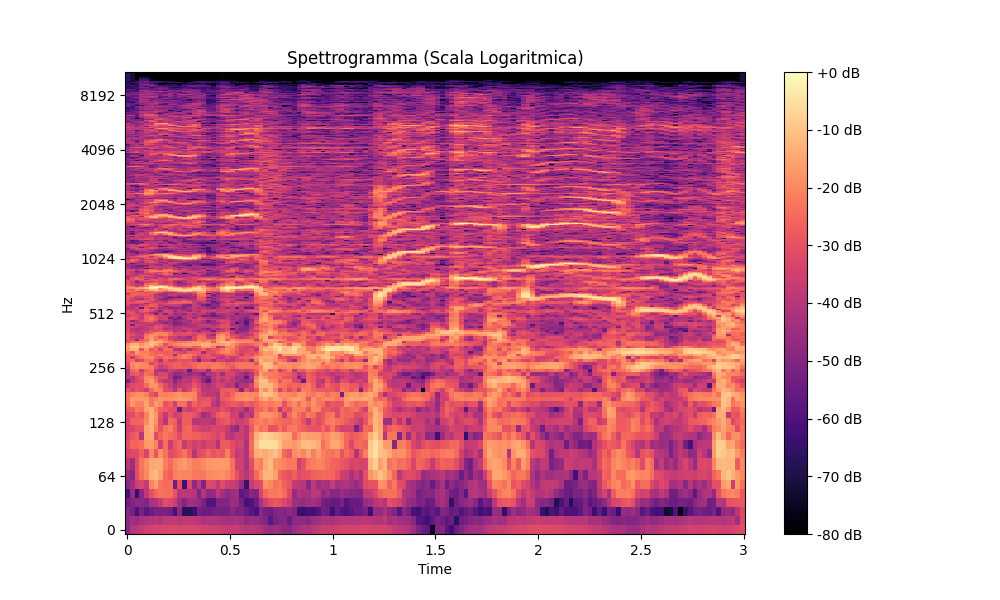 Spettrogramma (Scala Logaritmica)
8192
4096
2048
1024
512
256
128
64
0
Hz
0
0.5
1
1.5
2
2.5
3
Time
+0 dB
-10 dB
-20 dB
-30 dB
-40 dB
-50 dB
-60 dB
-70 dB
-80 dB